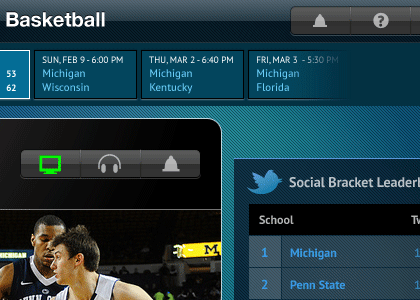 Basketball
53
62
SUN, FEB 9 - 6:00 PM
Michigan
Wisconsin
THU, MAR 2 - 6:40 PM
Michigan
Kentucky
FRI, MAR 3 - 5:30 PM
Michigan
Florida
Social Bracket Leaderb
School
Tw
1 Michigan 1
2 Penn State